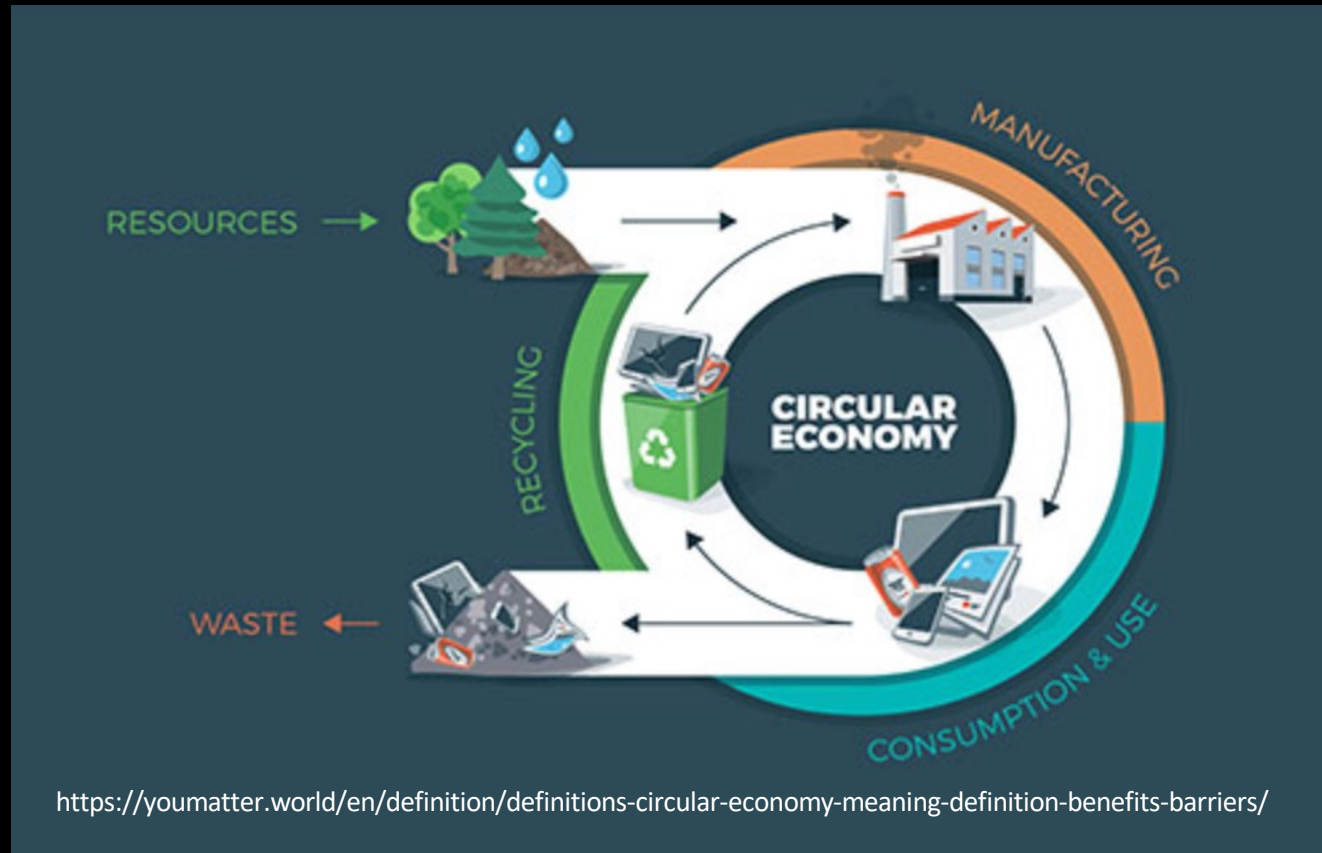 RESOURCES
MANUFACTURING
RECYCLING
CIRCULAR
ECONOMY
WASTE
CONSUMPTION & USE
https://youmatter.world/en/definition/definitions-circular-economy-meaning-definition-benefits-barriers/